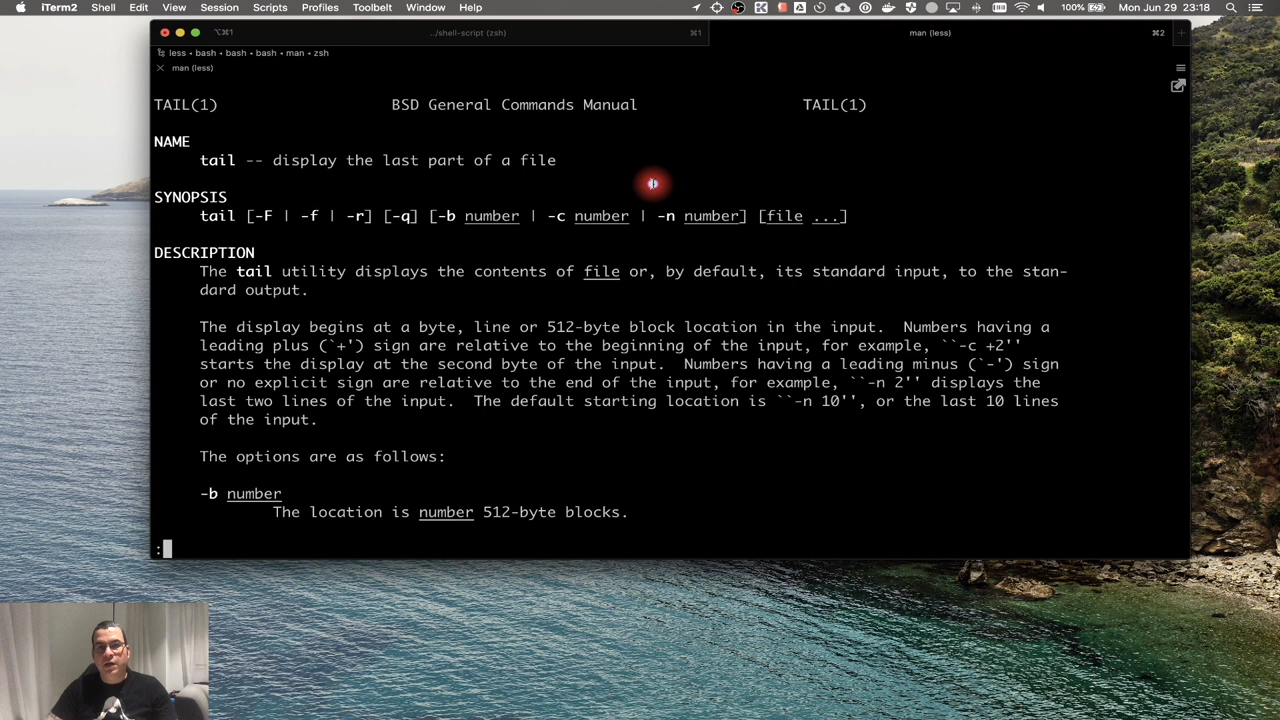 iTerm2 Shell Edit View Session Scripts Profiles Toolbelt Window Help 100% Mon Jun 29 23:18
⌥⌘1 ../shell-script (zsh) ⌘1 man (less) ⌘2
less • bash • bash • bash • man • zsh
man (less)
TAIL(1) BSD General Commands Manual TAIL(1)
NAME
tail -- display the last part of a file
SYNOPSIS
tail [-F | -f | -r] [-q] [-b number | -c number | -n number] [file ...]
DESCRIPTION
The tail utility displays the contents of file or, by default, its standard input, to the stan-
dard output.
The display begins at a byte, line or 512-byte block location in the input. Numbers having a
leading plus (`+') sign are relative to the beginning of the input, for example, ``-c +2''
starts the display at the second byte of the input. Numbers having a leading minus (`-') sign
or no explicit sign are relative to the end of the input, for example, ``-n 2'' displays the
last two lines of the input. The default starting location is ``-n 10'', or the last 10 lines
of the input.
The options are as follows:
-b number
The location is number 512-byte blocks.
: